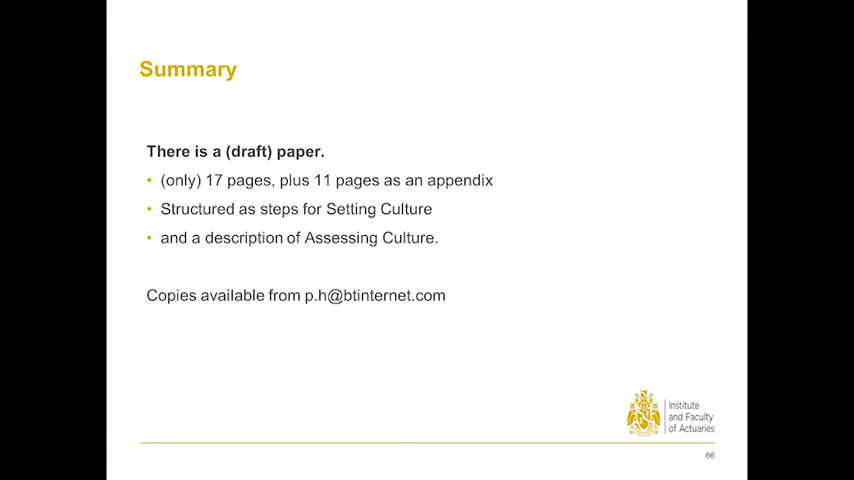 Summary
There is a (draft) paper.
• (only) 17 pages, plus 11 pages as an appendix
• Structured as steps for Setting Culture
• and a description of Assessing Culture.
Copies available from p.h@btinternet.com
Institute
and Faculty
of Actuaries
66